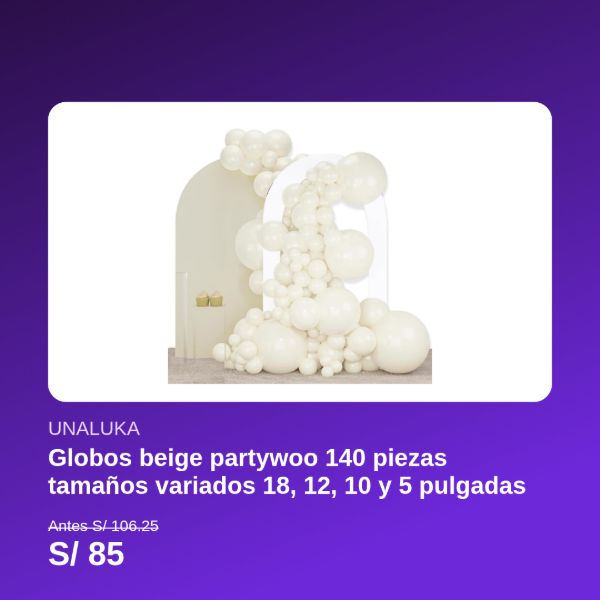 UNALUKA
Globos beige partywoo 140 piezas
tamaños variados 18, 12, 10 y 5 pulgadas
Antes S/ 106.25
S/ 85